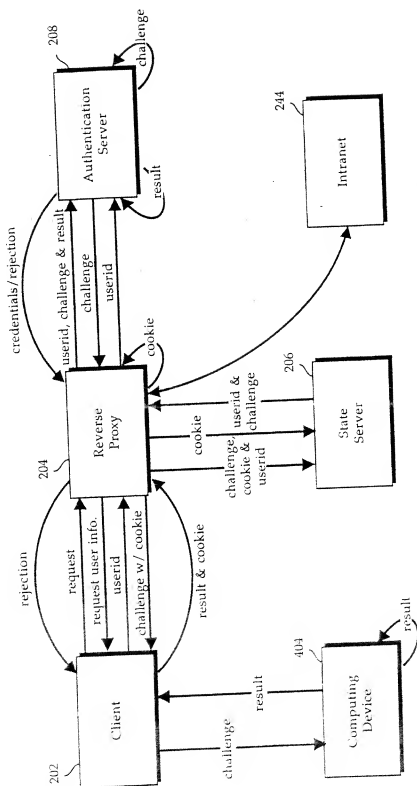 208
challenge
Authentication
Server
result
credentials/rejection
userid, challenge & result
challenge
userid
cookie
244
Intranet
204
Reverse
Proxy
userid &
challenge
cookie
challenge,
cookie &
userid
206
State
Server
rejection
request
request user info.
userid
challenge w/ cookie
result & cookie
202
Client
challenge
result
404
Computing
Device
result